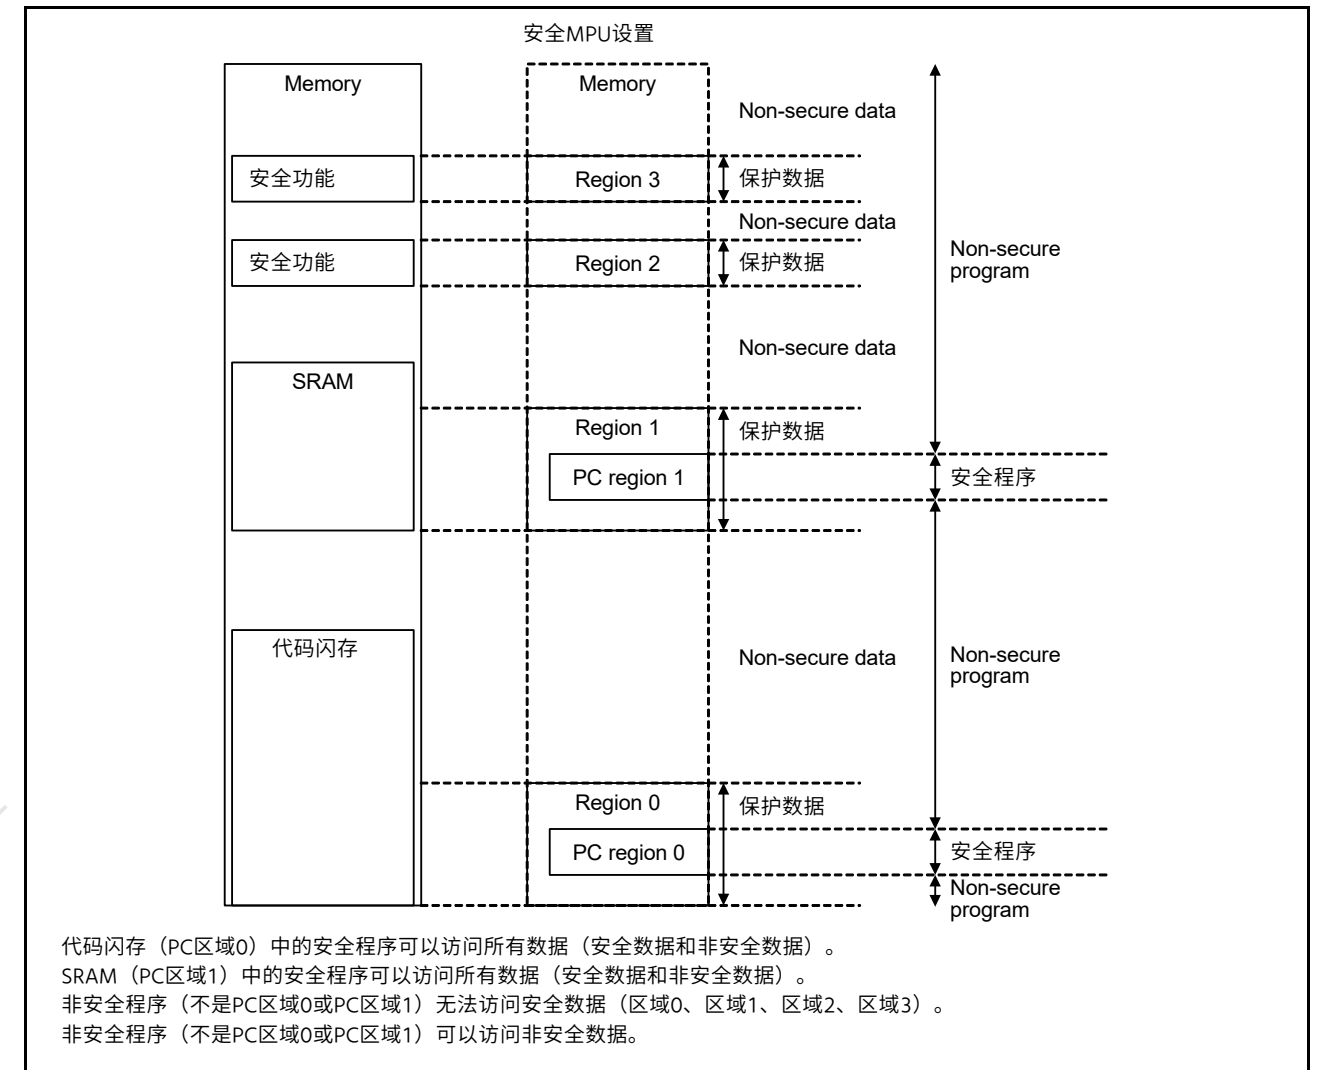 安全MPU设置
Memory
Memory
Non-secure data
安全功能
Region 3
保护数据
Non-secure data
安全功能
Region 2
保护数据
Non-secure
program
Non-secure data
SRAM
Region 1
保护数据
PC region 1
安全程序
代码闪存
Non-secure data
Non-secure
program
Region 0
保护数据
PC region 0
安全程序
Non-secure
program
代码闪存（PC区域0）中的安全程序可以访问所有数据（安全数据和非安全数据）。
SRAM（PC区域1）中的安全程序可以访问所有数据（安全数据和非安全数据）。
非安全程序（不是PC区域0或PC区域1）无法访问安全数据（区域0、区域1、区域2、区域3）。
非安全程序（不是PC区域0或PC区域1）可以访问非安全数据。